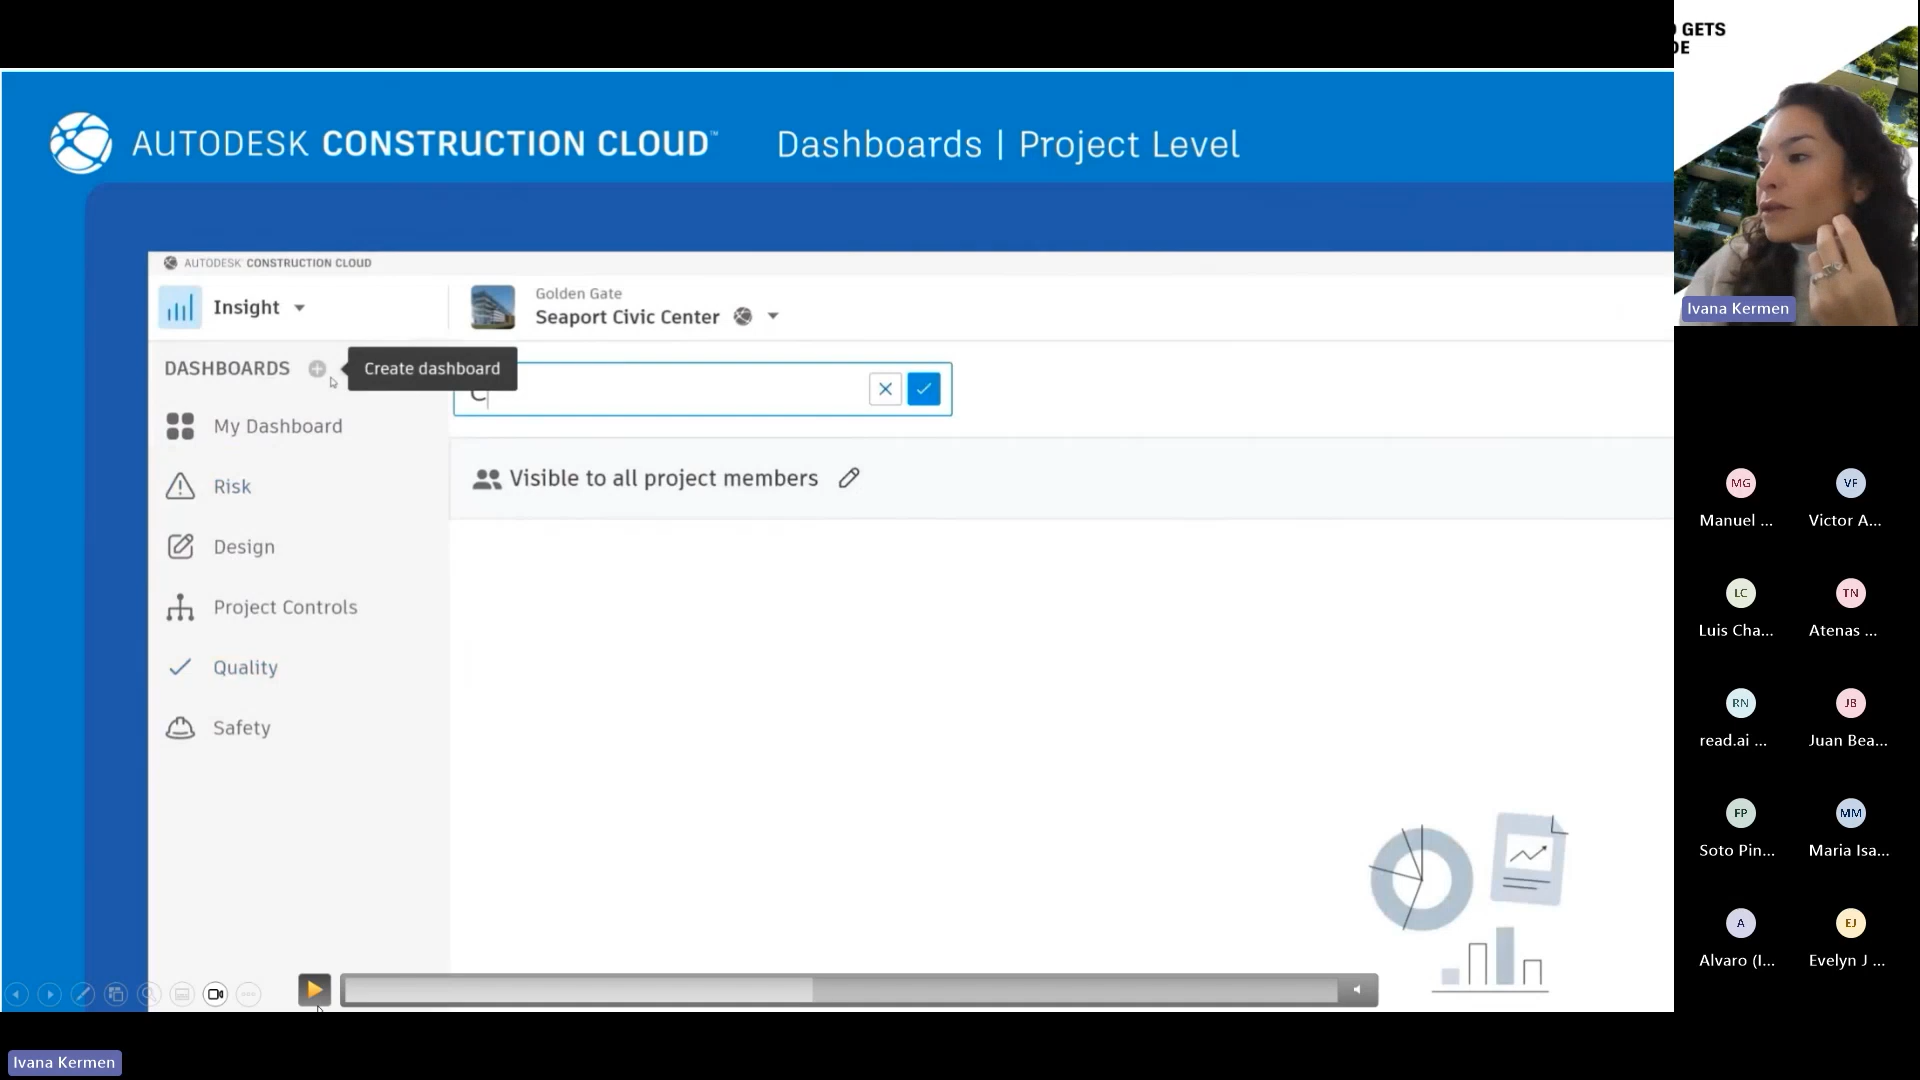 AUTODESK CONSTRUCTION CLOUD™ Dashboards | Project Level
AUTODESK CONSTRUCTION CLOUD
Insight
Golden Gate
Seaport Civic Center
DASHBOARDS
Create dashboard
C
Visible to all project members
My Dashboard
Risk
Design
Project Controls
Quality
Safety
GETS
DE
Ivana Kermen
MG
Manuel ...
VF
Victor A...
LC
Luis Cha...
TN
Atenas ...
RN
read.ai ...
JB
Juan Bea...
FP
Soto Pin...
MM
Maria Isa...
A
Alvaro (I...
EJ
Evelyn J ...
Ivana Kermen